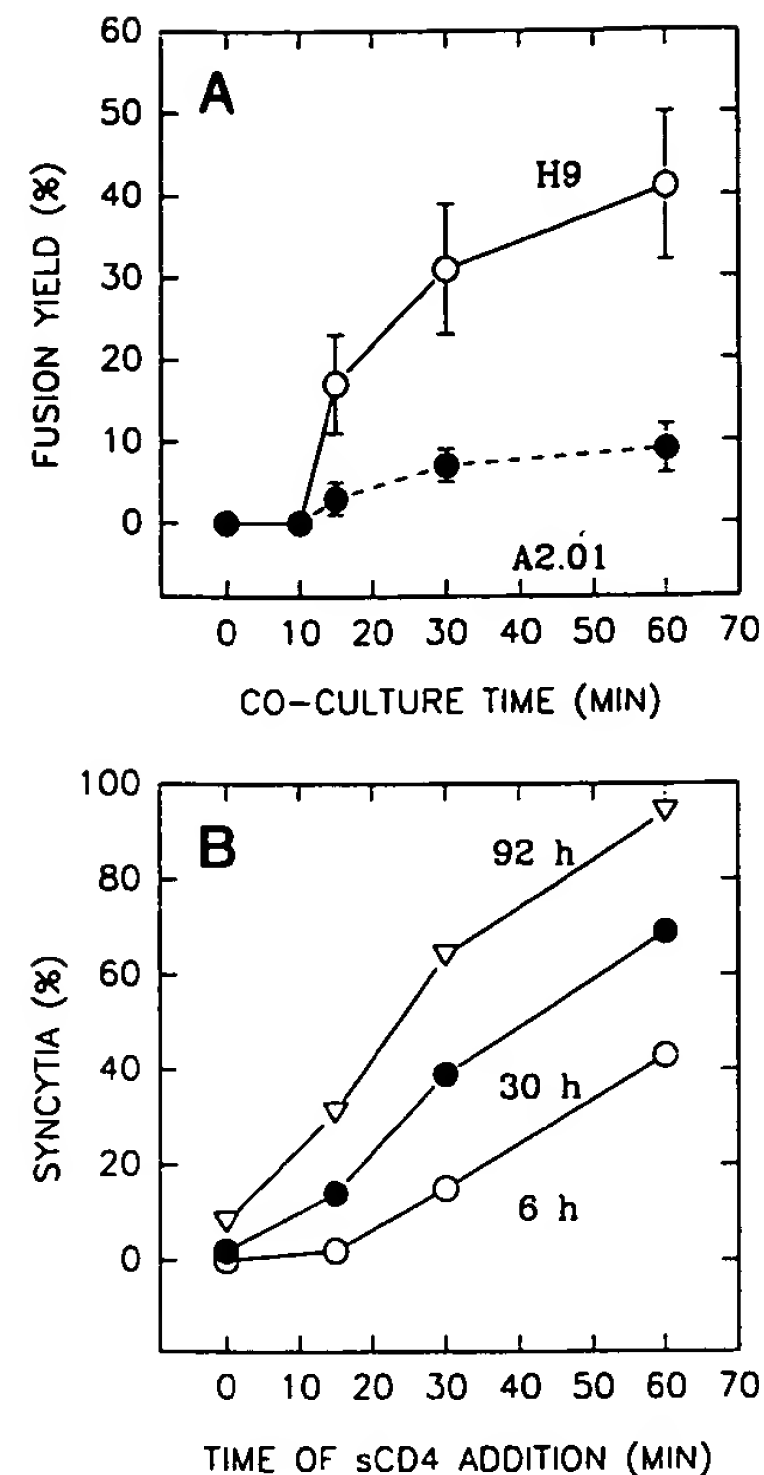 A
60
50
40
30
20
10
0
FUSION YIELD (%)
H9
A2.01
0 10 20 30 40 50 60 70
CO-CULTURE TIME (MIN)
B
100
80
60
40
20
0
SYNCYTIA (%)
92 h
30 h
6 h
0 10 20 30 40 50 60 70
TIME OF sCD4 ADDITION (MIN)